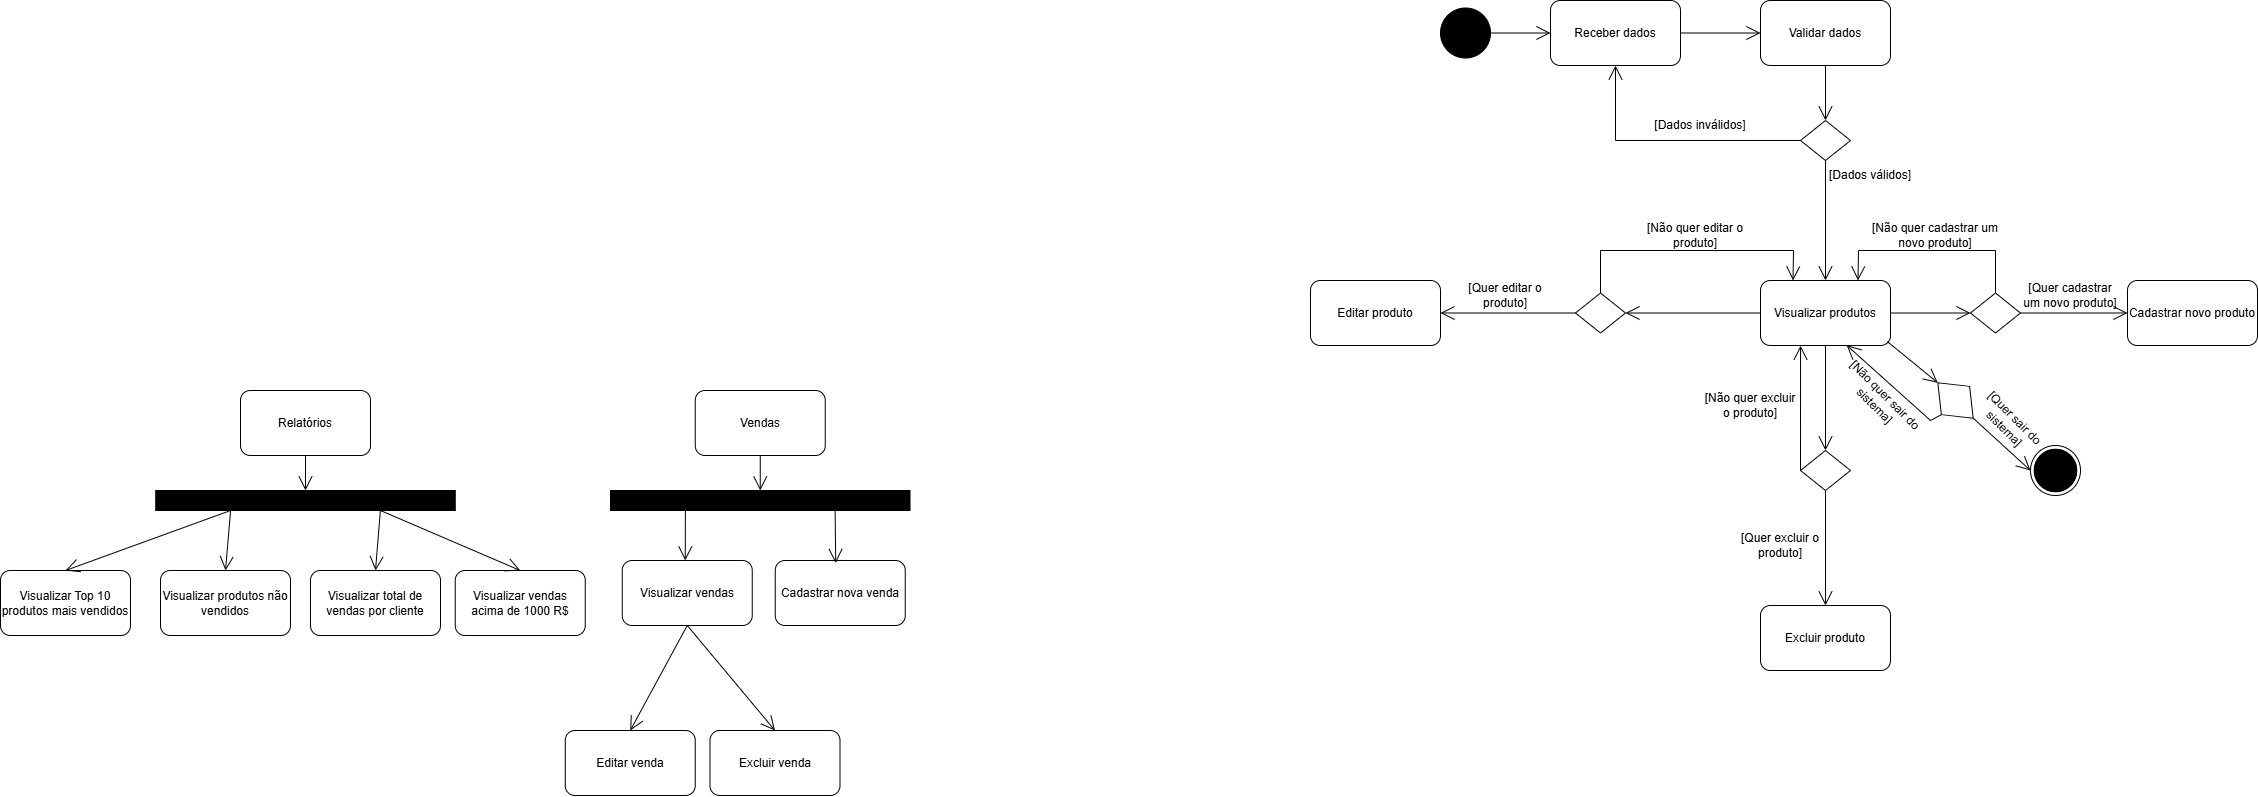 Receber dados
Validar dados
[Dados inválidos]
[Dados válidos]
[Não quer editar o
produto]
[Não quer cadastrar um
novo produto]
[Quer editar o
produto]
[Quer cadastrar
um novo produto]
Editar produto
Visualizar produtos
Cadastrar novo produto
[Não quer excluir
o produto]
[Não quer sair do
sistema]
[Quer sair do
sistema]
[Quer excluir o
produto]
Excluir produto
Relatórios
Vendas
Visualizar Top 10
produtos mais vendidos
Visualizar produtos não
vendidos
Visualizar total de
vendas por cliente
Visualizar vendas
acima de 1000 R$
Visualizar vendas
Cadastrar nova venda
Editar venda
Excluir venda